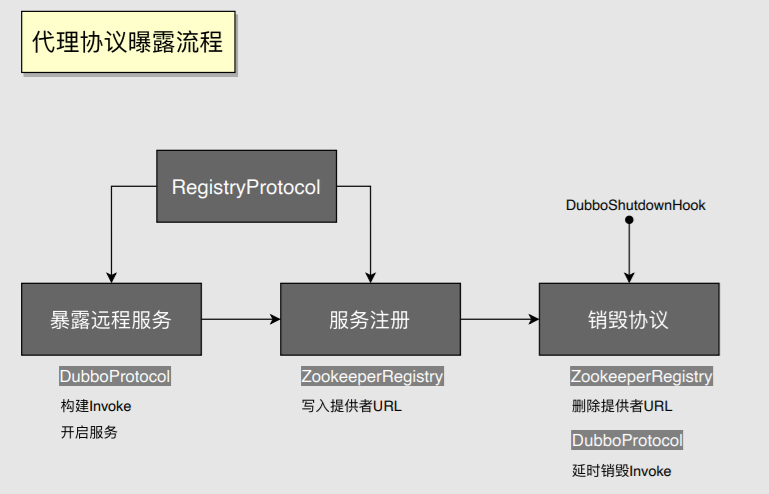 代理协议曝露流程
RegistryProtocol
DubboShutdownHook
暴露远程服务
服务注册
销毁协议
DubboProtocol
构建Invoke
开启服务
ZookeeperRegistry
写入提供者URL
ZookeeperRegistry
删除提供者URL
DubboProtocol
延时销毁Invoke